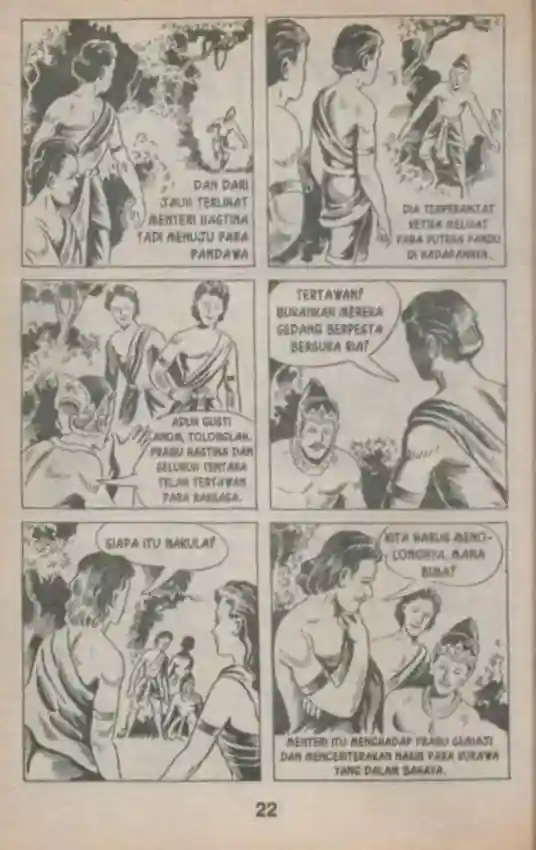 DAN DARI
JAUH TERLIHAT
MENTERI HASTINA
TADI MENUJU PARA
PANDAWA
DIA TERPERANJAT
KETIKA MELIHAT
PARA PUTERA PANDU
DI HADAPANNYA.
ADUH GUSTI
ANOM, TOLONGLAH.
PRABU HASTINA DAN
SELURUH TENTARA
TELAH TERTAWAN
PARA RAKSASA.
TERTAWAN?
BUKANKAH MEREKA
SEDANG BERPESTA
BERSUKA RIA?
SIAPA ITU NAKULA?
KITA HARUS MENO-
LONGNYA. MANA
BIMA?
MENTERI ITU MENGHADAP PRABU
DAN MENCERITERAKAN NASIB PARA KURAWA
YANG DALAM BAHAYA.
22